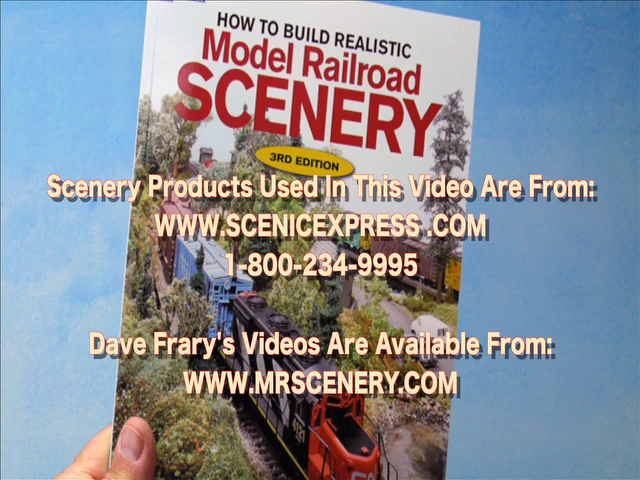 HOW TO BUILD REALISTIC
Model Railroad
SCENERY
3RD EDITION
Scenery Products Used In This Video Are From:
WWW.SCENICEXPRESS .COM
1-800-234-9995
Dave Frary's Videos Are Available From:
WWW.MRSCENERY.COM
4121